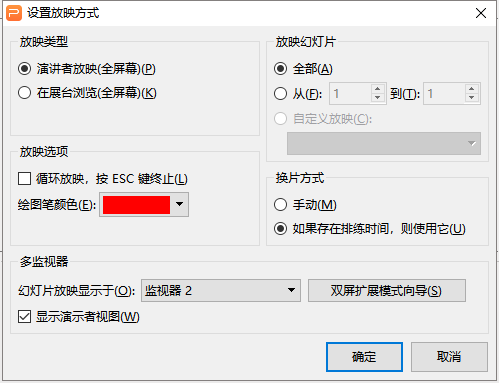 设置放映方式
放映类型
演讲者放映(全屏幕)(P)
在展台浏览(全屏幕)(K)
放映幻灯片
全部(A)
从(F): 1 到(T): 1
自定义放映(C):
放映选项
循环放映，按 ESC 键终止(L)
绘图笔颜色(E):
换片方式
手动(M)
如果存在排练时间，则使用它(U)
多监视器
幻灯片放映显示于(O): 监视器 2 双屏扩展模式向导(S)
显示演示者视图(W)
确定 取消